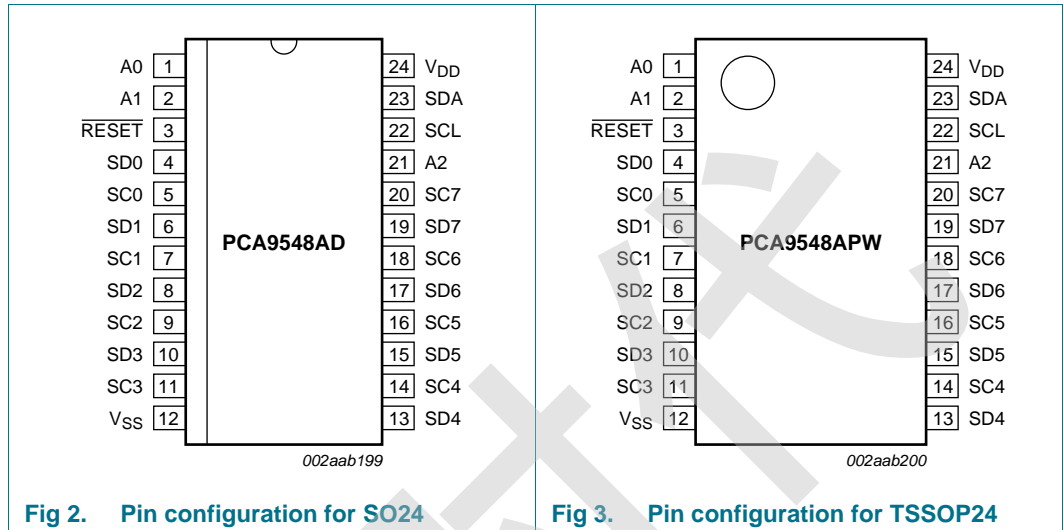 A0 1
A1 2
RESET 3
SD0 4
SC0 5
SD1 6
SC1 7
SD2 8
SC2 9
SD3 10
SC3 11
VSS 12
PCA9548AD
24 VDD
23 SDA
22 SCL
21 A2
20 SC7
19 SD7
18 SC6
17 SD6
16 SC5
15 SD5
14 SC4
13 SD4
002aab199
Fig 2. Pin configuration for SO24
A0 1
A1 2
RESET 3
SD0 4
SC0 5
SD1 6
SC1 7
SD2 8
SC2 9
SD3 10
SC3 11
VSS 12
PCA9548APW
24 VDD
23 SDA
22 SCL
21 A2
20 SC7
19 SD7
18 SC6
17 SD6
16 SC5
15 SD5
14 SC4
13 SD4
002aab200
Fig 3. Pin configuration for TSSOP24
代